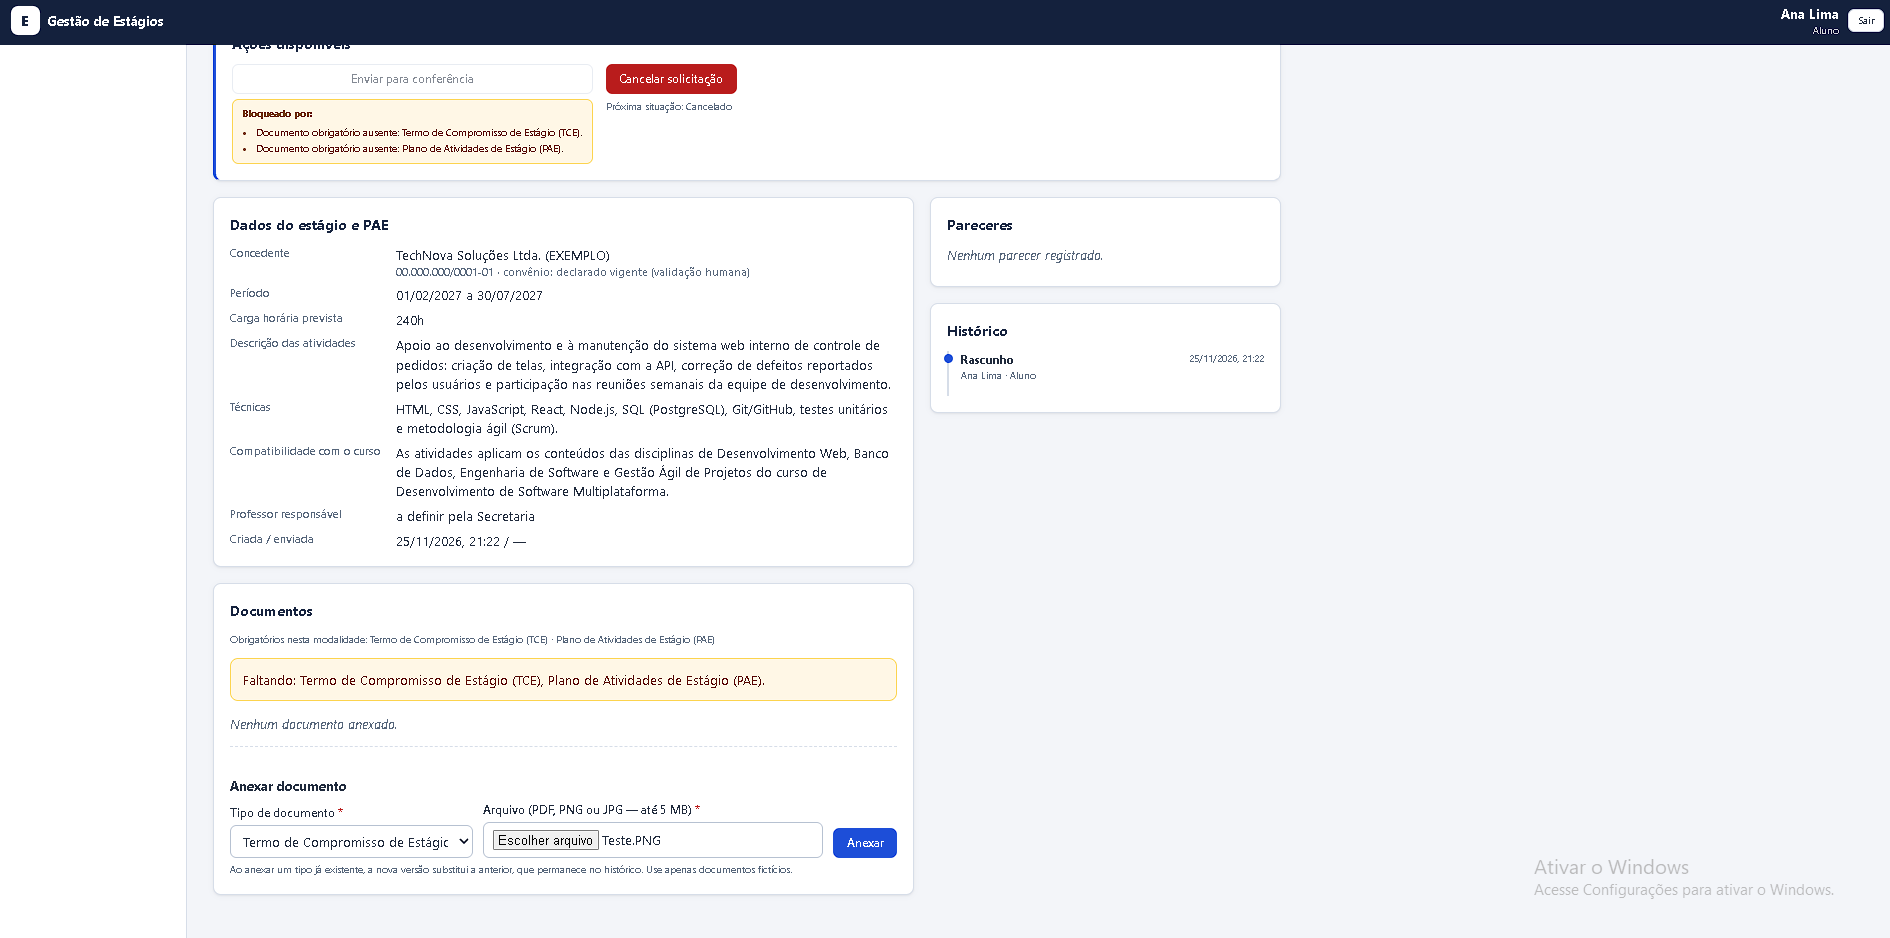 E Gestão de Estágios
Ana Lima
Aluno
Sair
Ações disponíveis
Enviar para conferência
Cancelar solicitação
Próxima situação: Cancelado
Bloqueado por:
• Documento obrigatório ausente: Termo de Compromisso de Estágio (TCE).
• Documento obrigatório ausente: Plano de Atividades de Estágio (PAE).
Dados do estágio e PAE
Concedente
TechNova Soluções Ltda. (EXEMPLO)
00.000.000/0001-01 · convênio: declarado vigente (validação humana)
Período
01/02/2027 a 30/07/2027
Carga horária prevista
240h
Descrição das atividades
Apoio ao desenvolvimento e à manutenção do sistema web interno de controle de
pedidos: criação de telas, integração com a API, correção de defeitos reportados
pelos usuários e participação nas reuniões semanais da equipe de desenvolvimento.
Técnicas
HTML, CSS, JavaScript, React, Node.js, SQL (PostgreSQL), Git/GitHub, testes unitários
e metodologia ágil (Scrum).
Compatibilidade com o curso
As atividades aplicam os conteúdos das disciplinas de Desenvolvimento Web, Banco
de Dados, Engenharia de Software e Gestão Ágil de Projetos do curso de
Desenvolvimento de Software Multiplataforma.
Professor responsável
a definir pela Secretaria
Criada / enviada
25/11/2026, 21:22 / —
Pareceres
Nenhum parecer registrado.
Histórico
Rascunho
25/11/2026, 21:22
Ana Lima · Aluno
Documentos
Obrigatórios nesta modalidade: Termo de Compromisso de Estágio (TCE) · Plano de Atividades de Estágio (PAE)
Faltando: Termo de Compromisso de Estágio (TCE), Plano de Atividades de Estágio (PAE).
Nenhum documento anexado.
Anexar documento
Tipo de documento *
Termo de Compromisso de Estágic
Arquivo (PDF, PNG ou JPG — até 5 MB) *
Escolher arquivo Teste.PNG
Anexar
Ao anexar um tipo já existente, a nova versão substitui a anterior, que permanece no histórico. Use apenas documentos fictícios.
Ativar o Windows
Acesse Configurações para ativar o Windows.